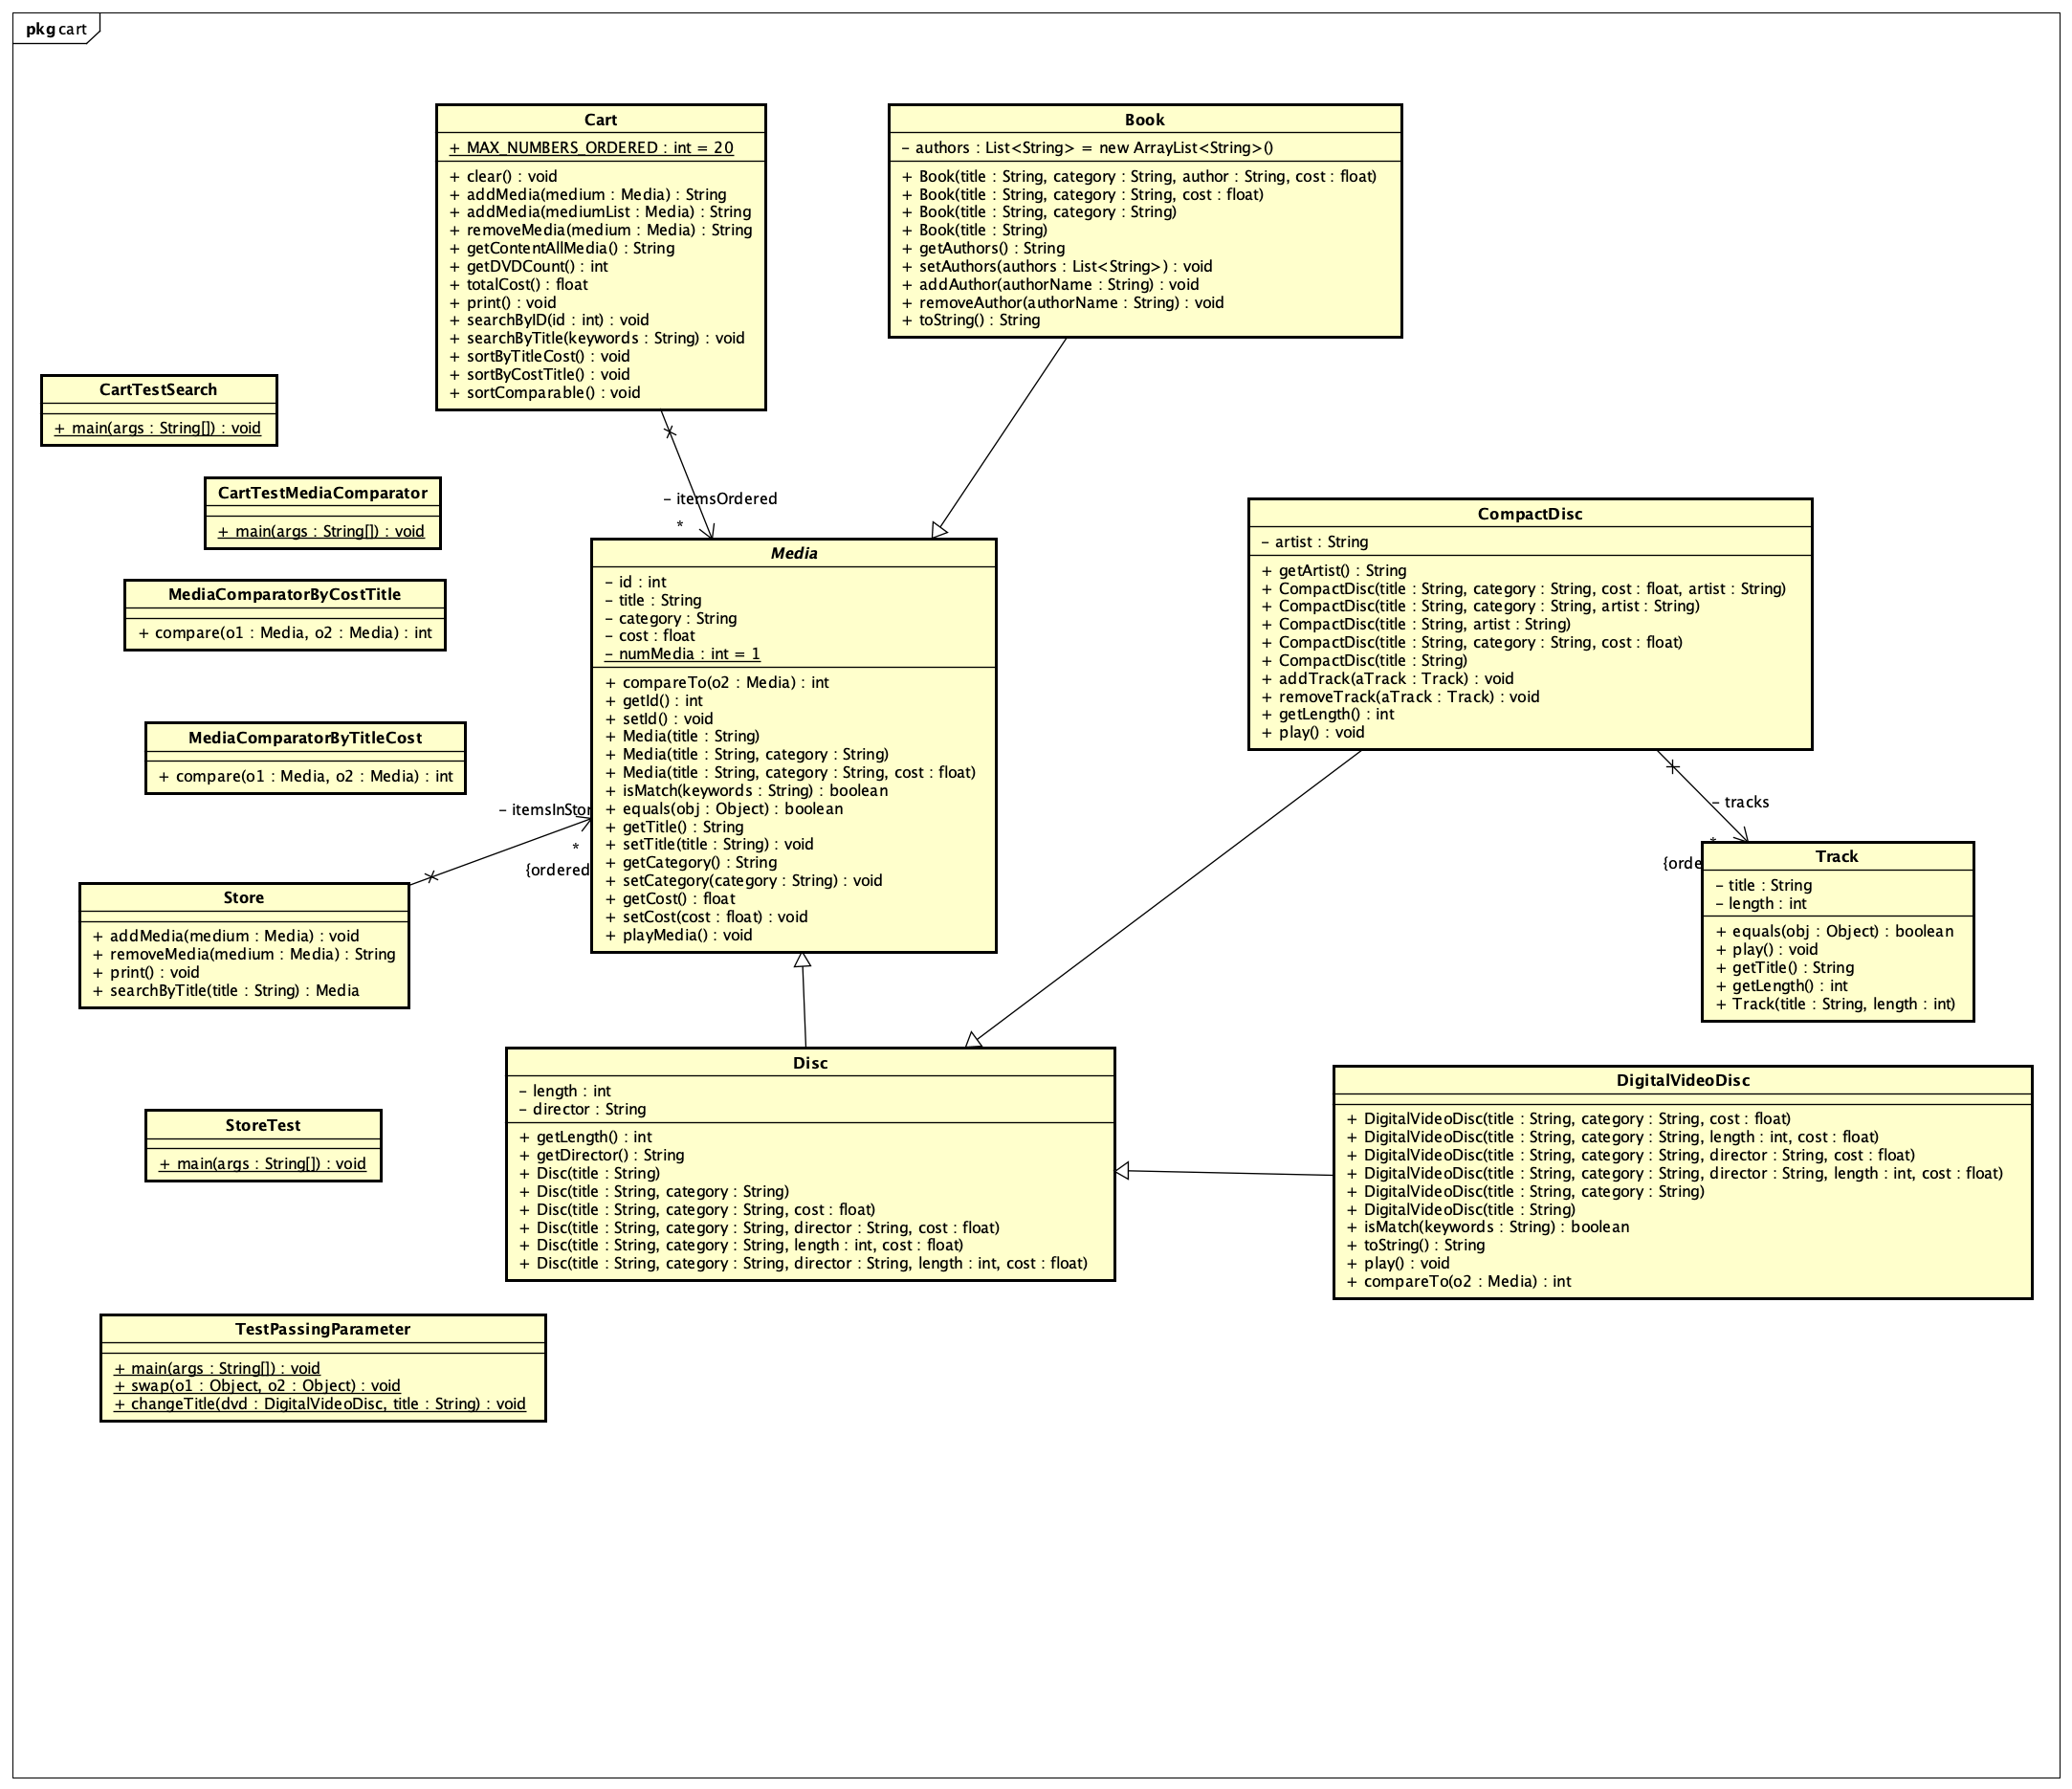 pkg cart
Cart
+ MAX_NUMBERS_ORDERED : int = 20
+ clear() : void
+ addMedia(medium : Media) : String
+ addMedia(mediumList : Media) : String
+ removeMedia(medium : Media) : String
+ getContentAllMedia() : String
+ getDVDCount() : int
+ totalCost() : float
+ print() : void
+ searchByID(id : int) : void
+ searchByTitle(keywords : String) : void
+ sortByTitleCost() : void
+ sortByCostTitle() : void
+ sortComparable() : void
Book
- authors : List<String> = new ArrayList<String>()
+ Book(title : String, category : String, author : String, cost : float)
+ Book(title : String, category : String, cost : float)
+ Book(title : String, category : String)
+ Book(title : String)
+ getAuthors() : String
+ setAuthors(authors : List<String>) : void
+ addAuthor(authorName : String) : void
+ removeAuthor(authorName : String) : void
+ toString() : String
CartTestSearch
+ main(args : String[]) : void
CartTestMediaComparator
+ main(args : String[]) : void
MediaComparatorByCostTitle
+ compare(o1 : Media, o2 : Media) : int
MediaComparatorByTitleCost
+ compare(o1 : Media, o2 : Media) : int
- itemsOrdered
*
Media
- id : int
- title : String
- category : String
- cost : float
- numMedia : int = 1
+ compareTo(o2 : Media) : int
+ getId() : int
+ setId() : void
+ Media(title : String)
+ Media(title : String, category : String)
+ Media(title : String, category : String, cost : float)
+ isMatch(keywords : String) : boolean
+ equals(obj : Object) : boolean
+ getTitle() : String
+ setTitle(title : String) : void
+ getCategory() : String
+ setCategory(category : String) : void
+ getCost() : float
+ setCost(cost : float) : void
+ playMedia() : void
CompactDisc
- artist : String
+ getArtist() : String
+ CompactDisc(title : String, category : String, cost : float, artist : String)
+ CompactDisc(title : String, category : String, artist : String)
+ CompactDisc(title : String, artist : String)
+ CompactDisc(title : String, category : String, cost : float)
+ CompactDisc(title : String)
+ addTrack(aTrack : Track) : void
+ removeTrack(aTrack : Track) : void
+ getLength() : int
+ play() : void
- itemsInStor
*
{ordered
- tracks
*
{orde
Track
- title : String
- length : int
+ equals(obj : Object) : boolean
+ play() : void
+ getTitle() : String
+ getLength() : int
+ Track(title : String, length : int)
Store
+ addMedia(medium : Media) : void
+ removeMedia(medium : Media) : String
+ print() : void
+ searchByTitle(title : String) : Media
Disc
- length : int
- director : String
+ getLength() : int
+ getDirector() : String
+ Disc(title : String)
+ Disc(title : String, category : String)
+ Disc(title : String, category : String, cost : float)
+ Disc(title : String, category : String, director : String, cost : float)
+ Disc(title : String, category : String, length : int, cost : float)
+ Disc(title : String, category : String, director : String, length : int, cost : float)
DigitalVideoDisc
+ DigitalVideoDisc(title : String, category : String, cost : float)
+ DigitalVideoDisc(title : String, category : String, length : int, cost : float)
+ DigitalVideoDisc(title : String, category : String, director : String, cost : float)
+ DigitalVideoDisc(title : String, category : String, director : String, length : int, cost : float)
+ DigitalVideoDisc(title : String, category : String)
+ DigitalVideoDisc(title : String)
+ isMatch(keywords : String) : boolean
+ toString() : String
+ play() : void
+ compareTo(o2 : Media) : int
StoreTest
+ main(args : String[]) : void
TestPassingParameter
+ main(args : String[]) : void
+ swap(o1 : Object, o2 : Object) : void
+ changeTitle(dvd : DigitalVideoDisc, title : String) : void